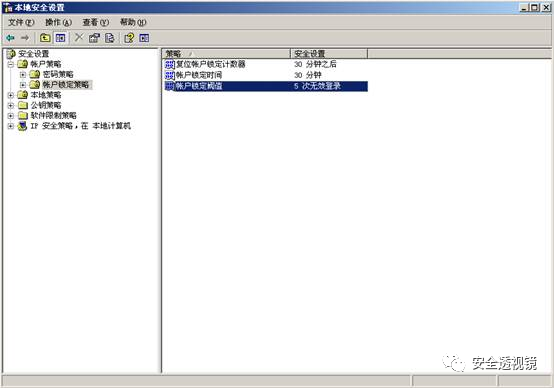 本地安全设置
文件(F) 操作(A) 查看(V) 帮助(H)
安全设置
帐户策略
密码策略
帐户锁定策略
本地策略
公钥策略
软件限制策略
IP 安全策略，在 本地计算机
策略 安全设置
复位帐户锁定计数器 30 分钟之后
帐户锁定时间 30 分钟
帐户锁定阈值 5 次无效登录
安全透视镜